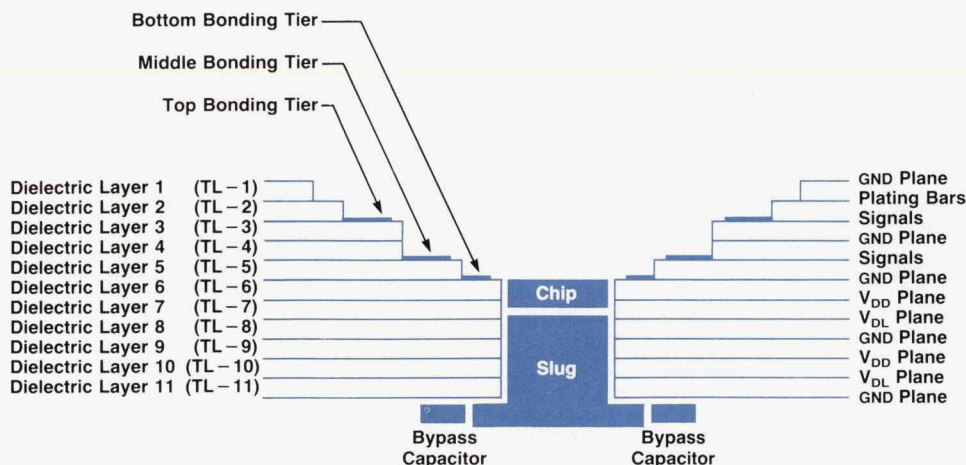 Bottom Bonding Tier
Middle Bonding Tier
Top Bonding Tier
Dielectric Layer 1 (TL – 1)
Dielectric Layer 2 (TL – 2)
Dielectric Layer 3 (TL – 3)
Dielectric Layer 4 (TL – 4)
Dielectric Layer 5 (TL – 5)
Dielectric Layer 6 (TL – 6)
Dielectric Layer 7 (TL – 7)
Dielectric Layer 8 (TL – 8)
Dielectric Layer 9 (TL – 9)
Dielectric Layer 10 (TL – 10)
Dielectric Layer 11 (TL – 11)
Chip
Slug
Bypass
Capacitor
Bypass
Capacitor
GND Plane
Plating Bars
Signals
GND Plane
Signals
GND Plane
VDD Plane
VDL Plane
GND Plane
VDD Plane
VDL Plane
GND Plane